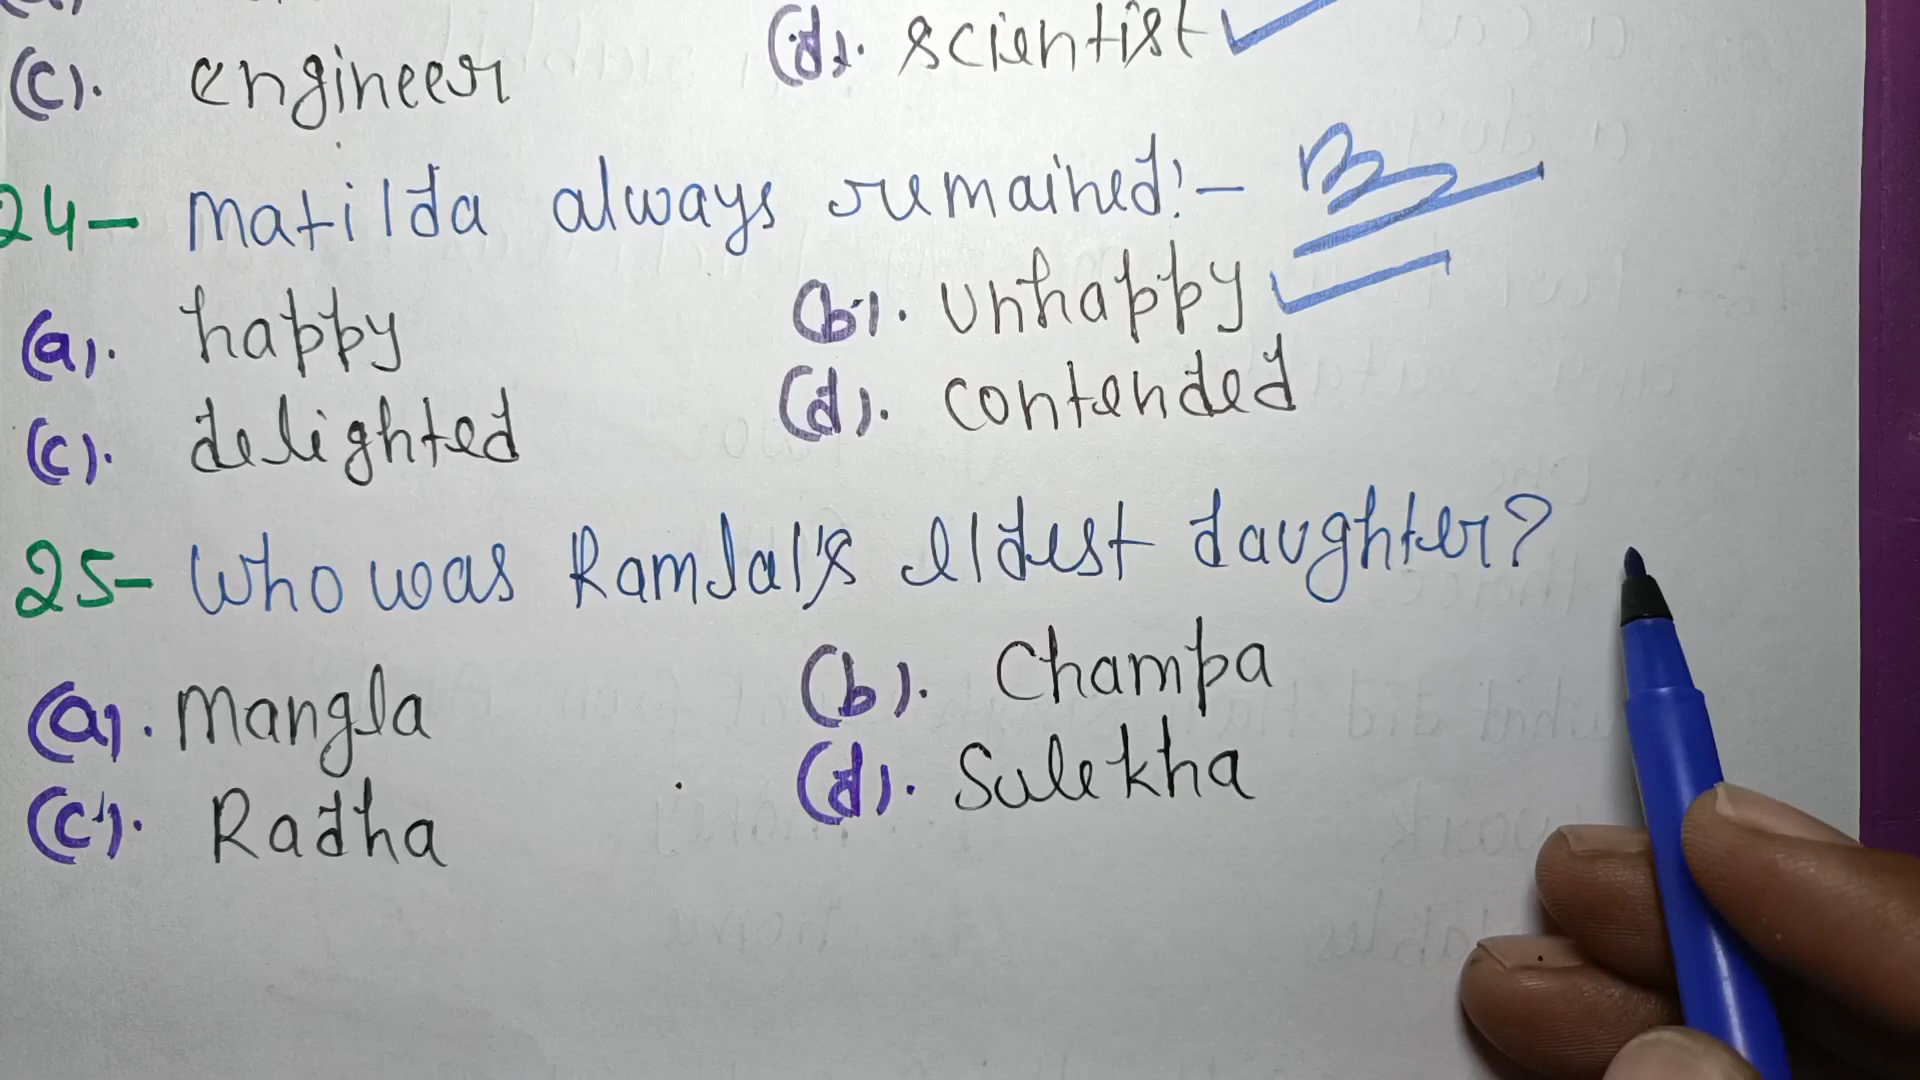 (c). engineer (d). scientist
24- Matilda always remained:-
(a). happy (b). unhappy
(c). delighted (d). contended
25- Who was Ramlal's eldest daughter?
(a). Mangla (b). Champa
(c). Radha (d). Sulekha